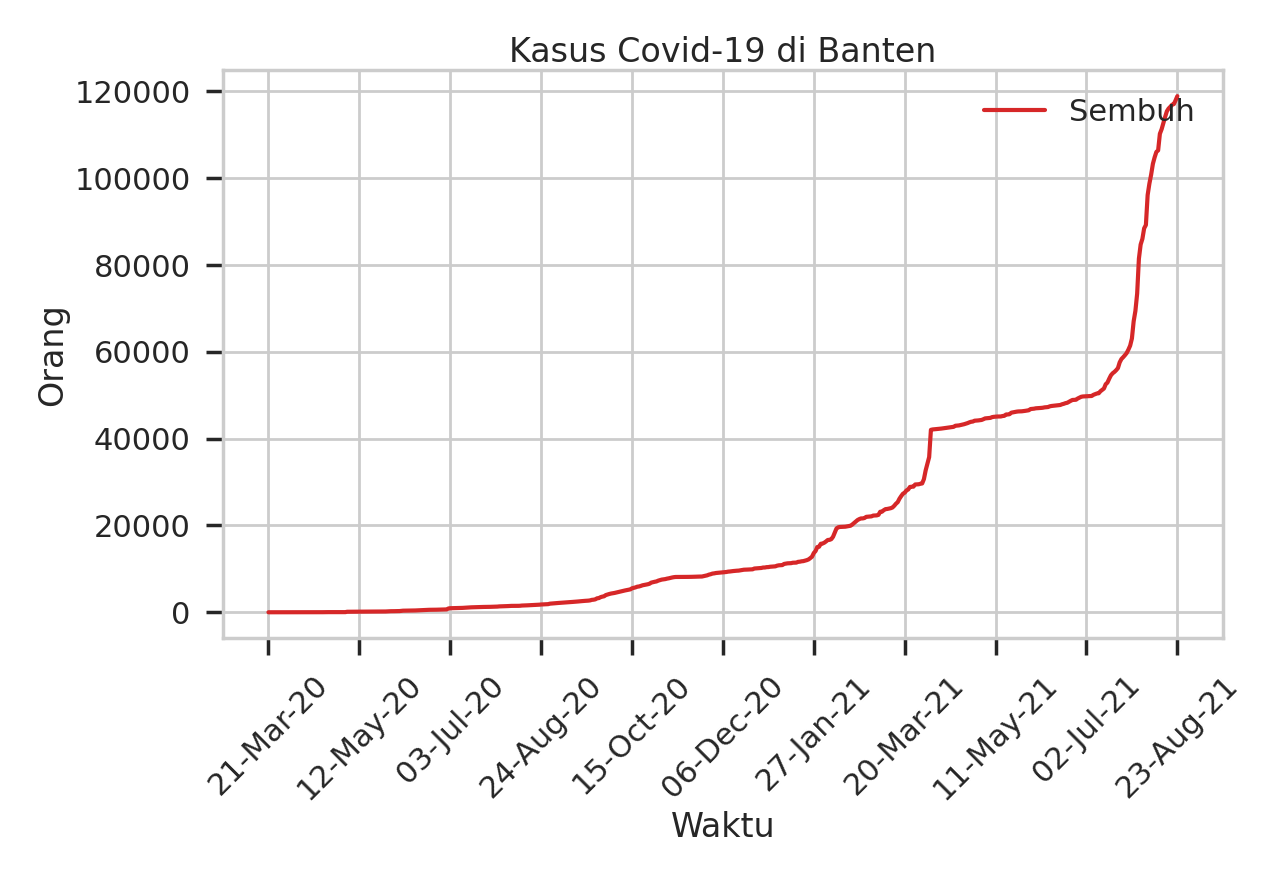 Kasus Covid-19 di Banten
120000
100000
80000
60000
40000
20000
0
Orang
Sembuh
21-Mar-20
12-May-20
03-Jul-20
24-Aug-20
15-Oct-20
06-Dec-20
27-Jan-21
20-Mar-21
11-May-21
02-Jul-21
23-Aug-21
Waktu